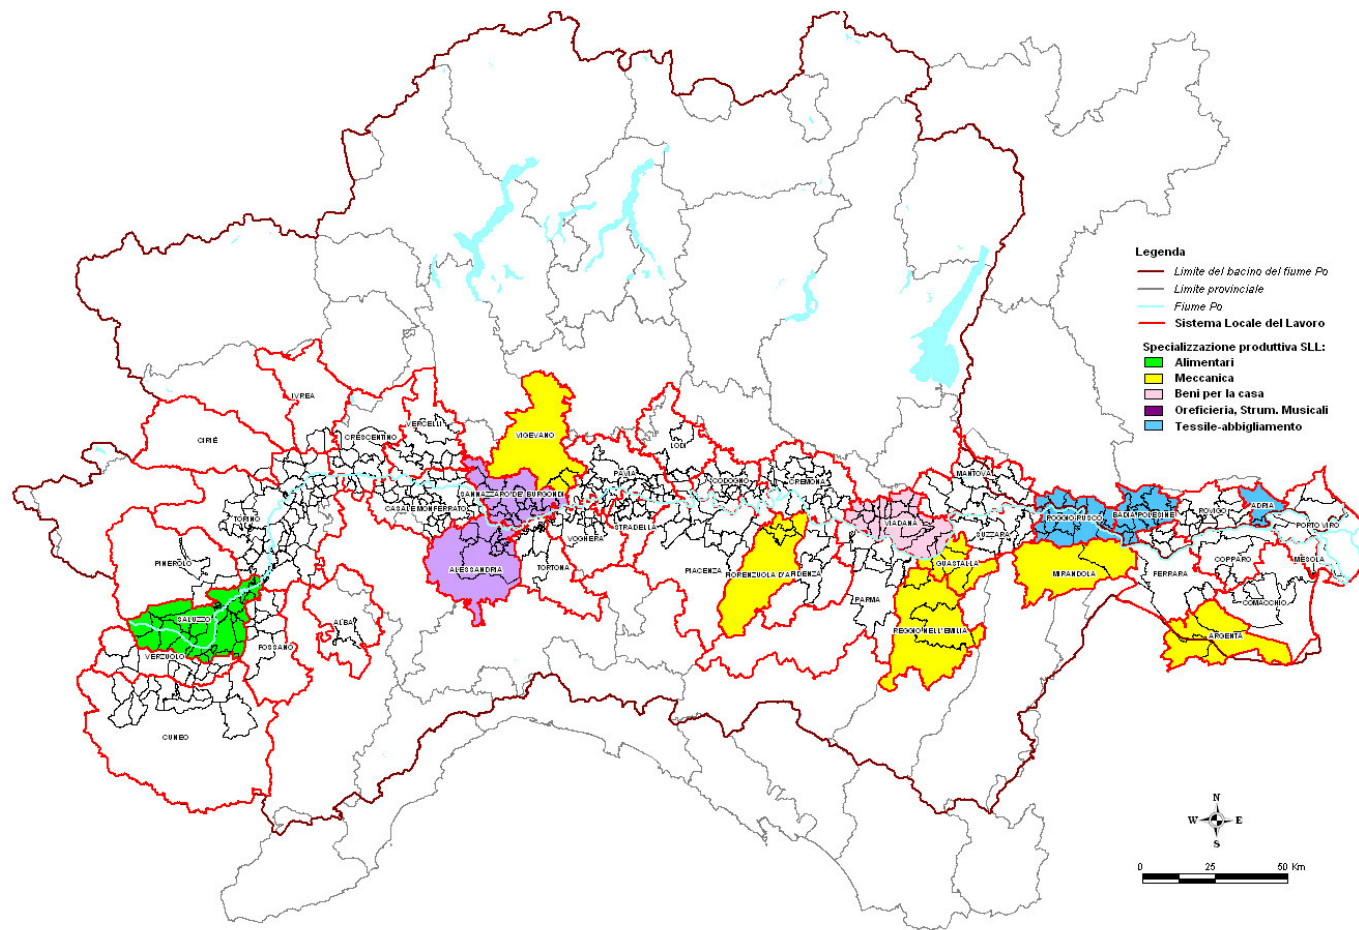 Legenda
Limite del bacino del fiume Po
Limite provinciale
Fiume Po
Sistema Locale del Lavoro
Specializzazione produttiva SLL:
Alimentari
Meccanica
Beni per la casa
Oreficieria, Strum. Musicali
Tessile-abbigliamento
IVREA
CIRIÉ
CRESCENTINO
VERCELLI
VIGEVANO
LODI
PAVIA
CODOGNO
CREMONA
MANTOVA
SANNAZZARO DE' BURGONDI
CASALE MONFERRATO
TORINO
STRADELLA
VOGHERA
VIADANA
SUZZARA
POGGIO RUSCO
BADIA POLESINE
ROVIGO
ADRIA
PORTO VIRO
PINEROLO
ALESSANDRIA
TORTONA
PIACENZA
FIORENZUOLA D'ARDA
FIDENZA
GUASTALLA
MIRANDOLA
FERRARA
COPPARO
MESOLA
PARMA
COMACCHIO
SALUZZO
ALBA
REGGIO NELL'EMILIA
ARGENTA
VERZUOLO
FOSSANO
CUNEO
N
W E
S
0 25 50 Km